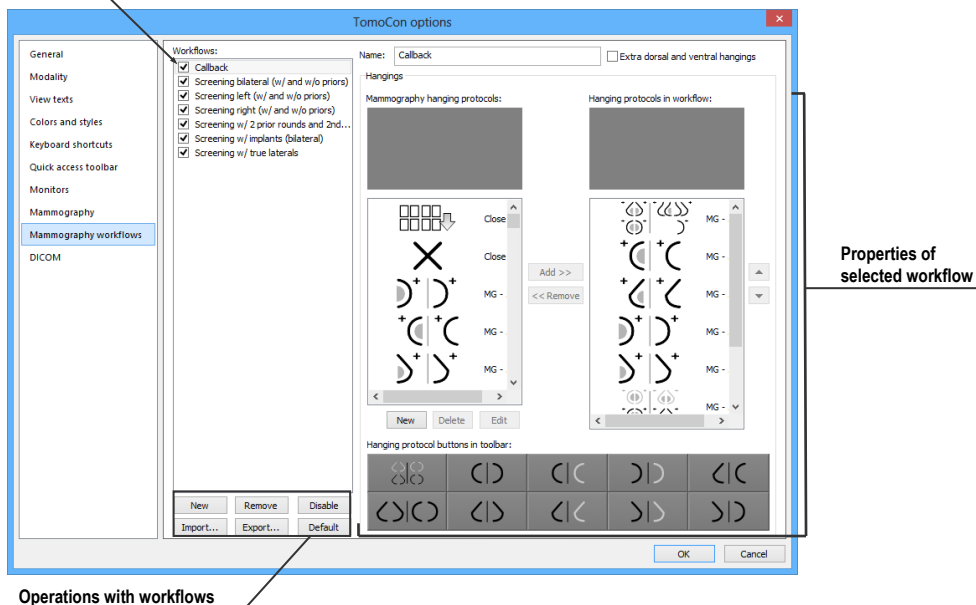 TomoCon options
General
Modality
View texts
Colors and styles
Keyboard shortcuts
Quick access toolbar
Monitors
Mammography
Mammography workflows
DICOM
Workflows:
Callback
Screening bilateral (w/ and w/o priors)
Screening left (w/ and w/o priors)
Screening right (w/ and w/o priors)
Screening w/ 2 prior rounds and 2nd...
Screening w/ implants (bilateral)
Screening w/ true laterals
New Remove Disable
Import... Export... Default
Name: Callback
Extra dorsal and ventral hangings
Hangings
Mammography hanging protocols:
Close
Close
MG -
MG -
MG -
New Delete Edit
Add >>
<< Remove
Hanging protocols in workflow:
MG -
MG -
MG -
MG -
MG -
MG -
Hanging protocol buttons in toolbar:
OK Cancel
Properties of
selected workflow
Operations with workflows